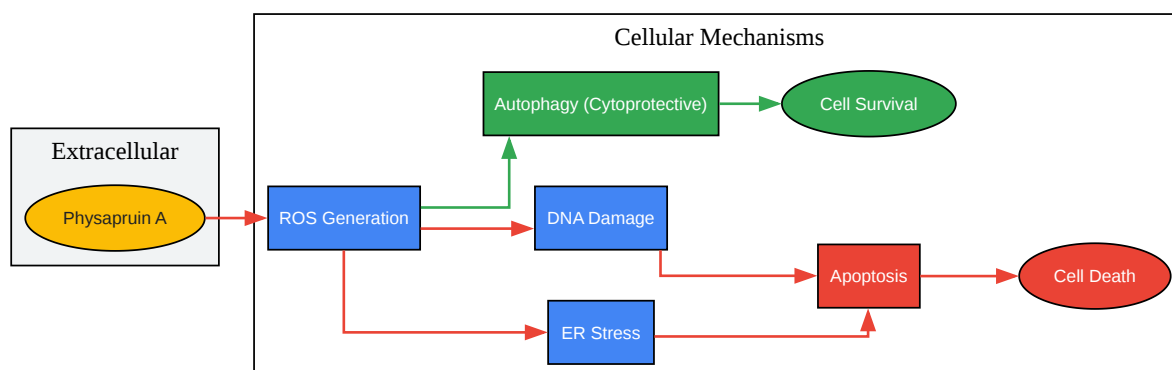 Cellular Mechanisms
Autophagy (Cytoprotective)
Cell Survival
Extracellular
Physapruin A
ROS Generation
DNA Damage
Apoptosis
Cell Death
ER Stress